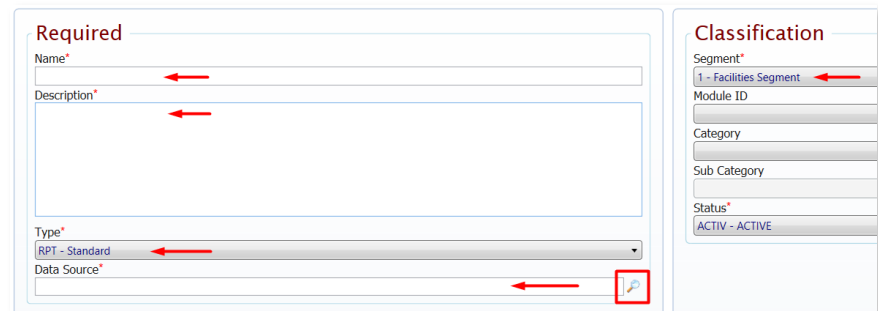 Required
Name*
Description*
Type*
RPT - Standard
Data Source*
Classification
Segment*
1 - Facilities Segment
Module ID
Category
Sub Category
Status*
ACTIV - ACTIVE